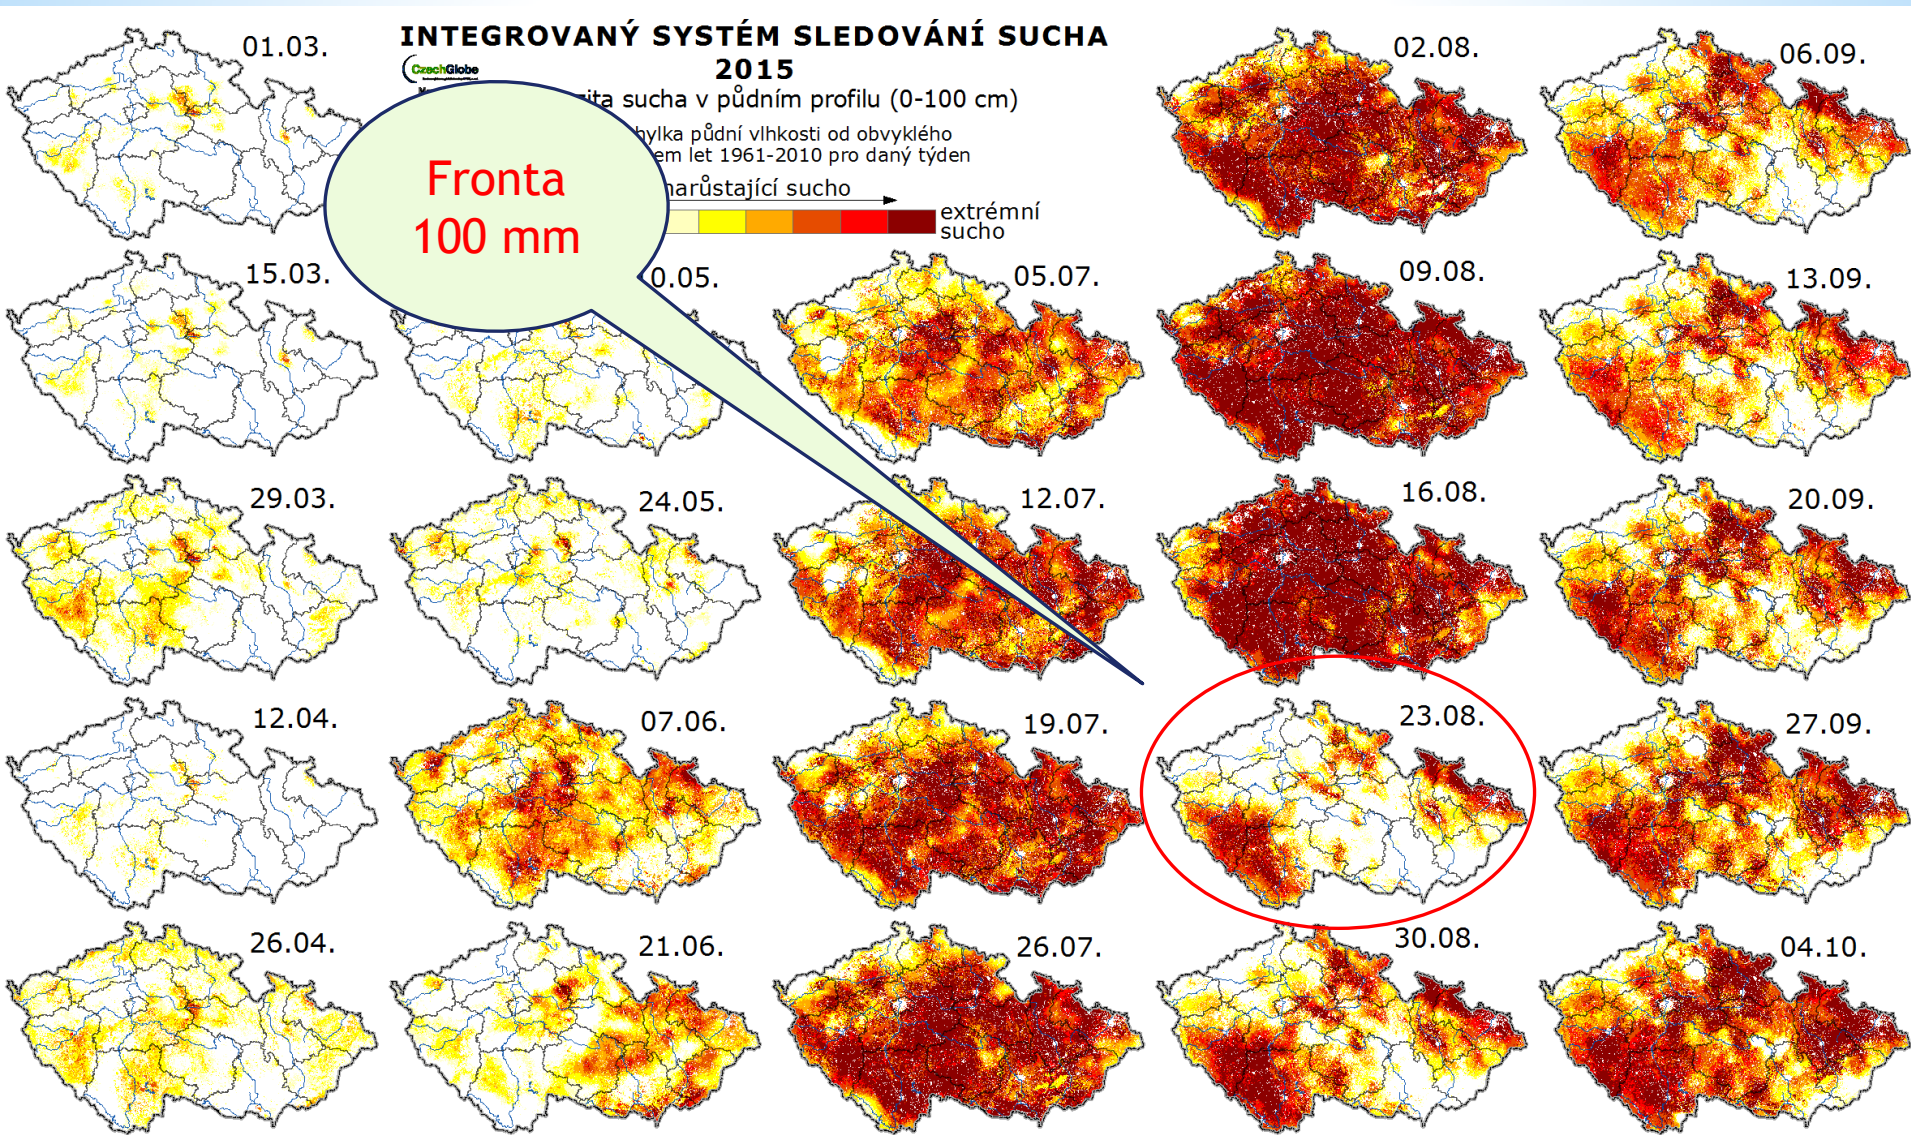 INTEGROVANÝ SYSTÉM SLEDOVÁNÍ SUCHA
2015
CzechGlobe
zita sucha v půdním profilu (0-100 cm)
hylka půdní vlhkosti od obvyklého
em let 1961-2010 pro daný týden
narůstající sucho
extrémní
sucho
Fronta
100 mm
01.03.
02.08.
06.09.
15.03.
0.05.
05.07.
09.08.
13.09.
29.03.
24.05.
12.07.
16.08.
20.09.
12.04.
07.06.
19.07.
23.08.
27.09.
26.04.
21.06.
26.07.
30.08.
04.10.